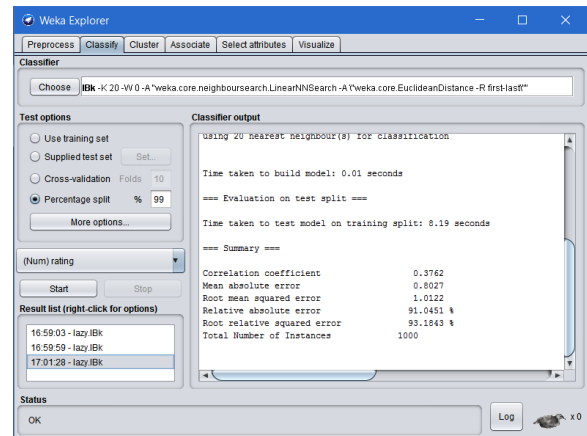 Weka Explorer
Preprocess Classify Cluster Associate Select attributes Visualize
Classifier
Choose IBk -K 20 -W 0 -A "weka.core.neighboursearch.LinearNNSearch -A \"weka.core.EuclideanDistance -R first-last\""
Test options
Use training set
Supplied test set Set...
Cross-validation Folds 10
Percentage split % 99
More options...
(Num) rating
Start Stop
Result list (right-click for options)
16:59:03 - lazy.IBk
16:59:59 - lazy.IBk
17:01:28 - lazy.IBk
Classifier output
using 20 nearest neighbour(s) for classification
Time taken to build model: 0.01 seconds
=== Evaluation on test split ===
Time taken to test model on training split: 8.19 seconds
=== Summary ===
Correlation coefficient 0.3762
Mean absolute error 0.8027
Root mean squared error 1.0122
Relative absolute error 91.0451 %
Root relative squared error 93.1843 %
Total Number of Instances 1000
Status
OK
Log x 0